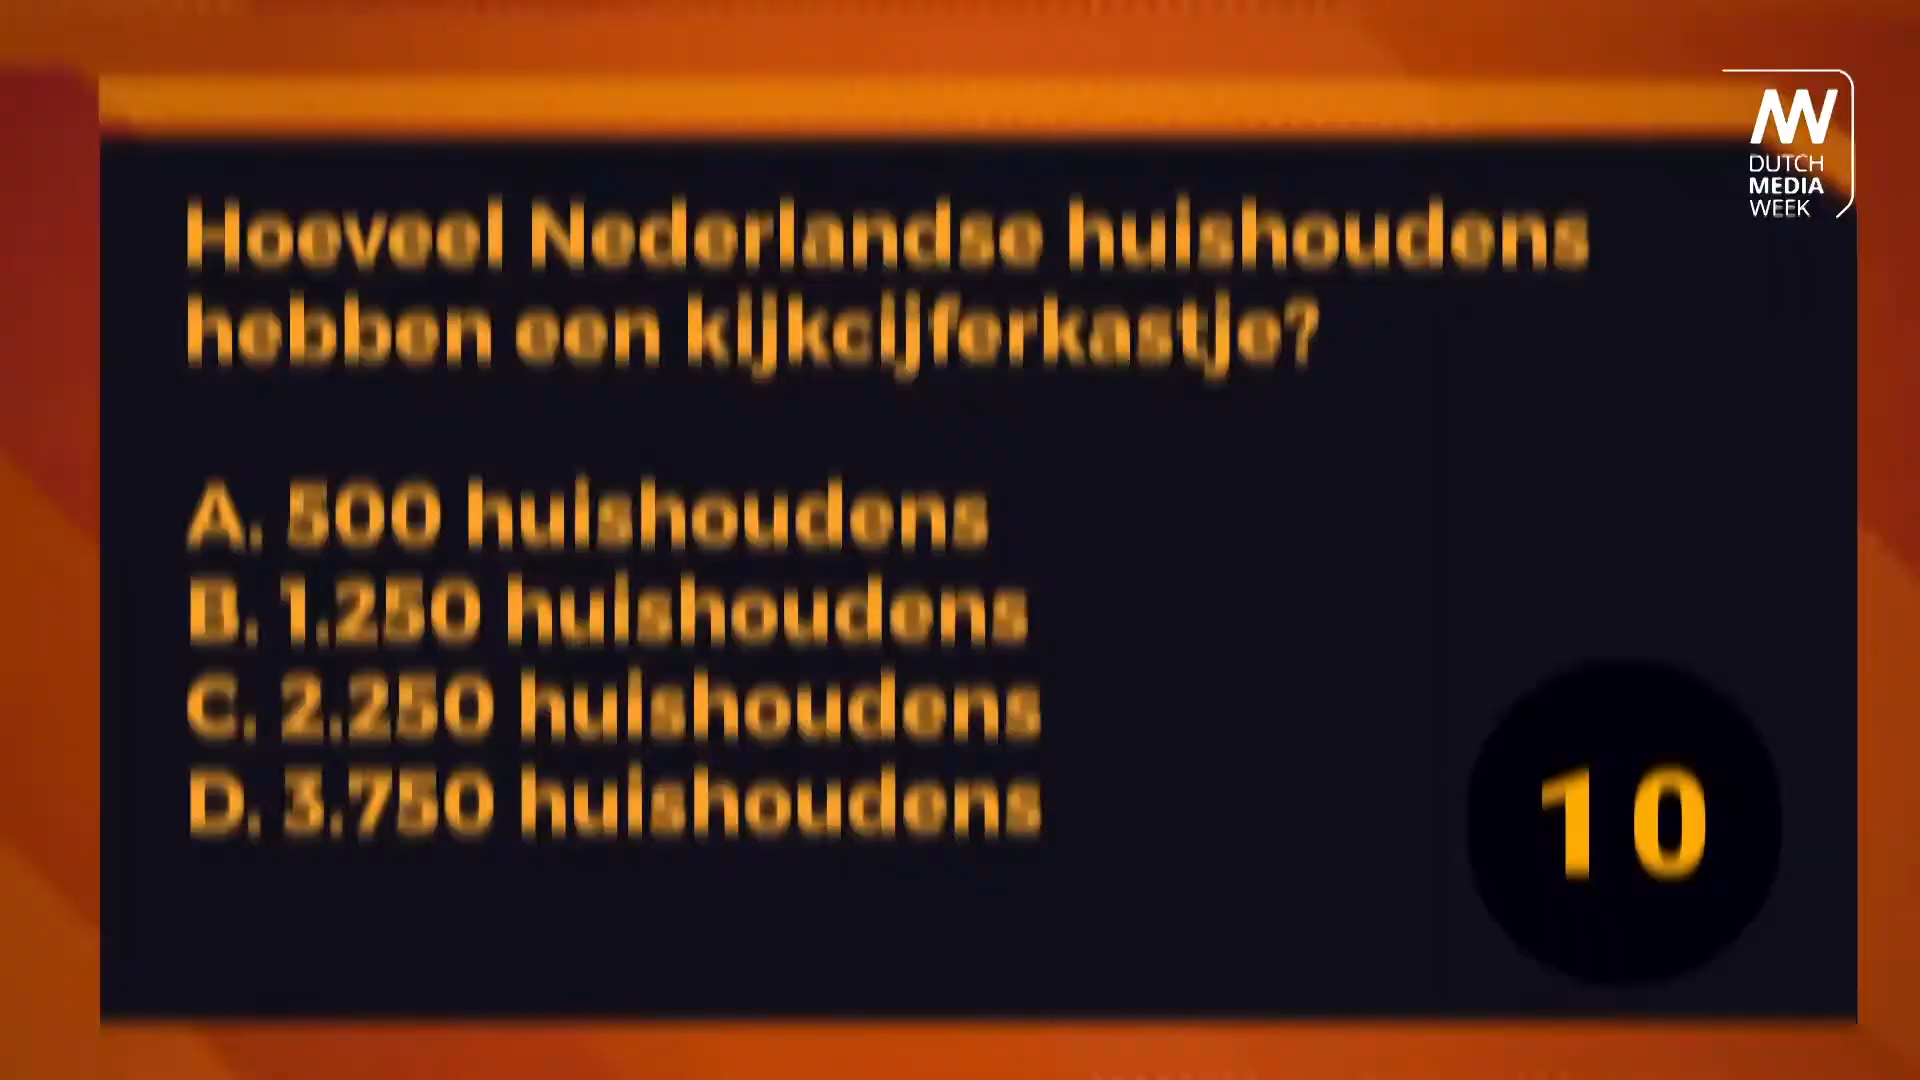 DUTCH
MEDIA
WEEK
Hoeveel Nederlandse huishoudens
hebben een kijkcijferkastje?
A. 500 huishoudens
B. 1.250 huishoudens
C. 2.250 huishoudens
D. 3.750 huishoudens
10